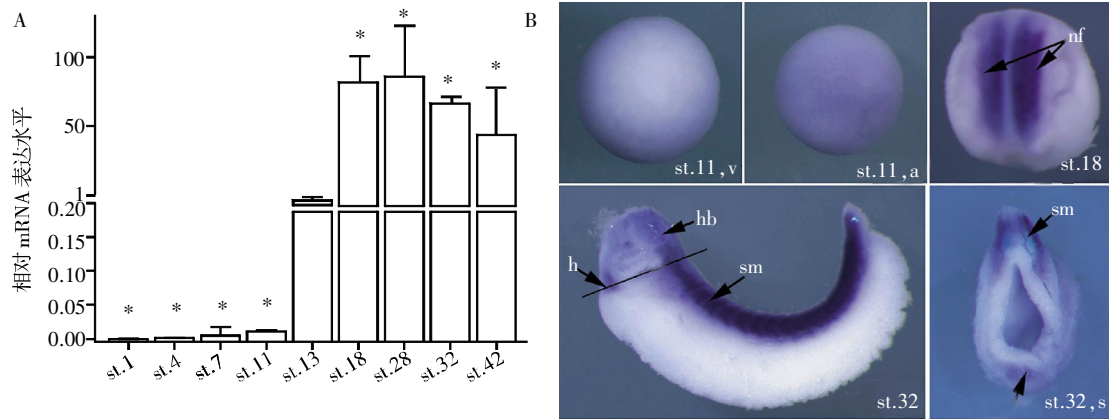 A
相对 mRNA 表达水平
100
50
1
0.20
0.15
0.10
0.05
0.00
* * * * * * * *
st.1 st.4 st.7 st.11 st.13 st.18 st.28 st.32 st.42
B
st.11,v
st.11,a
nf
st.18
hb
h
sm
st.32
sm
st.32,s